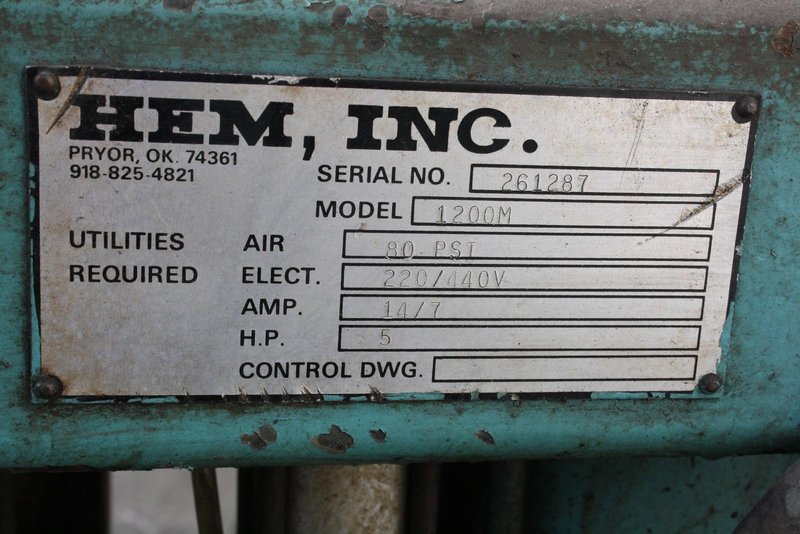 HEM, INC.
PRYOR, OK. 74361
918-825-4821
SERIAL NO. 261287
MODEL 1200M
UTILITIES REQUIRED
AIR 80 PSI
ELECT. 220/440V
AMP. 14/7
H.P. 5
CONTROL DWG.